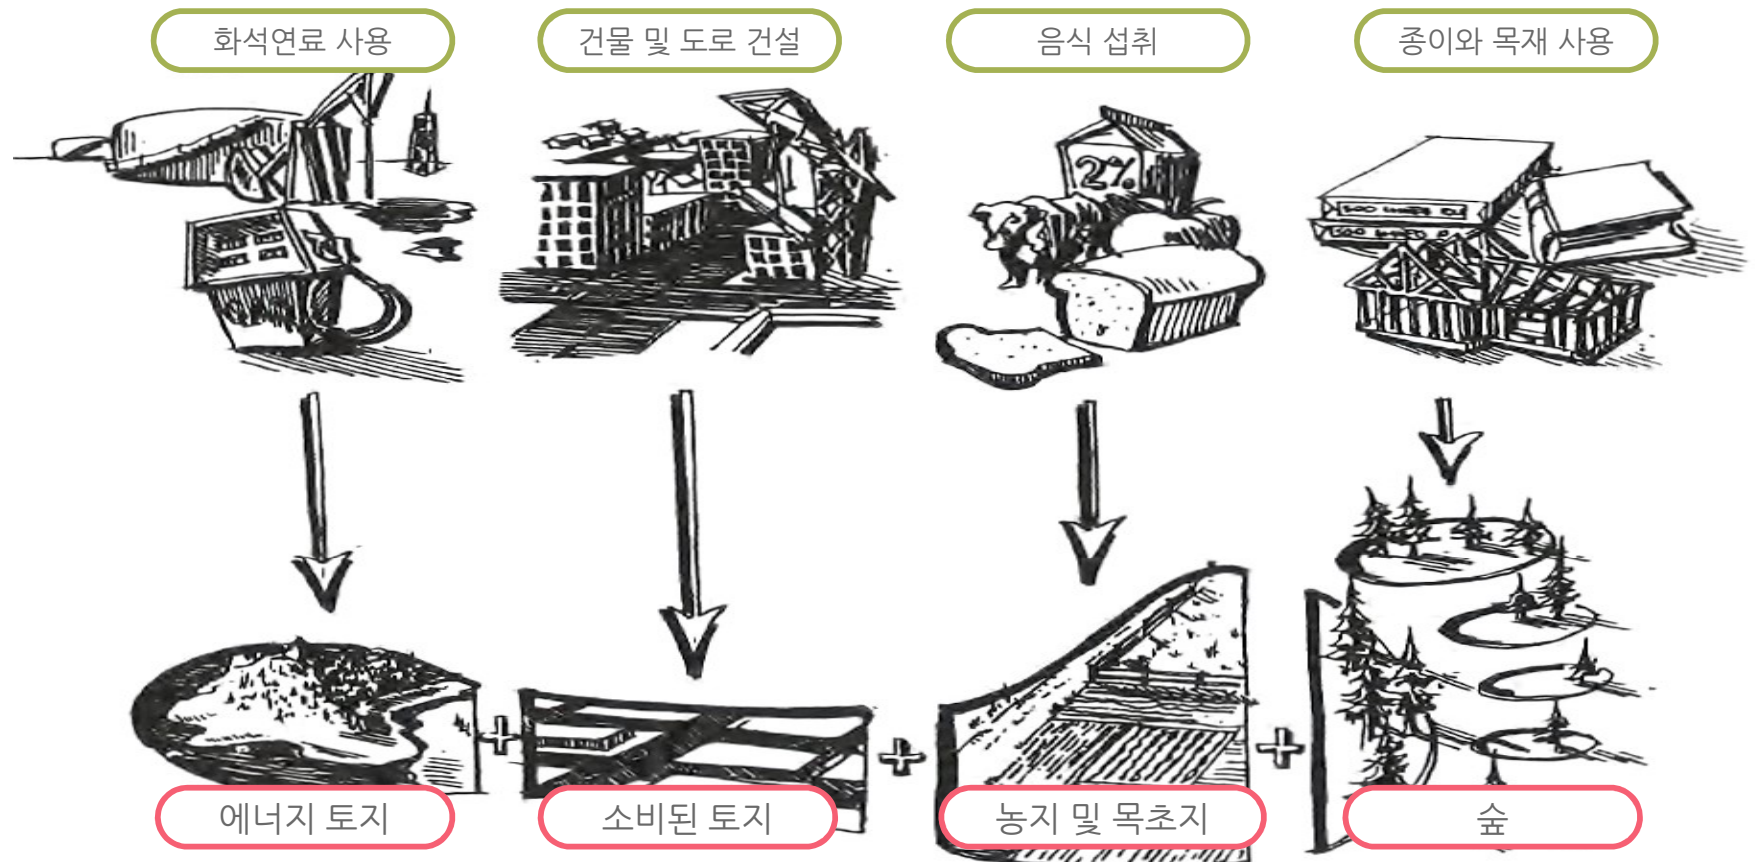 화석연료 사용
건물 및 도로 건설
음식 섭취
종이와 목재 사용
2%
에너지 토지
소비된 토지
농지 및 목초지
숲